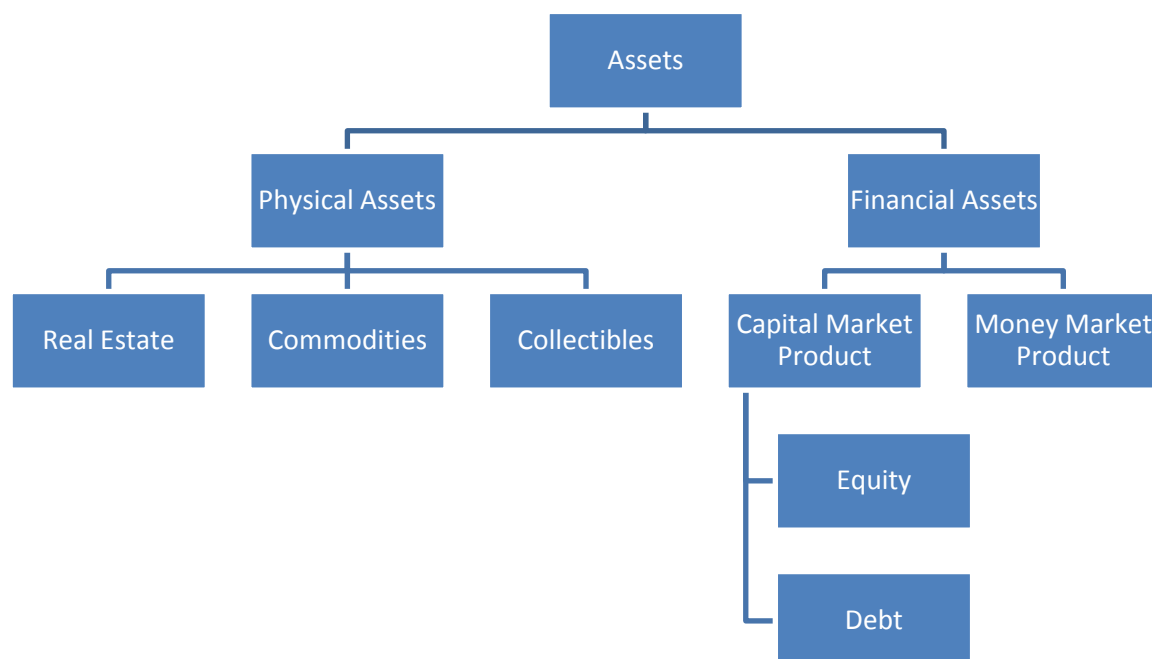 Assets
Physical Assets
Financial Assets
Real Estate
Commodities
Collectibles
Capital Market
Product
Money Market
Product
Equity
Debt